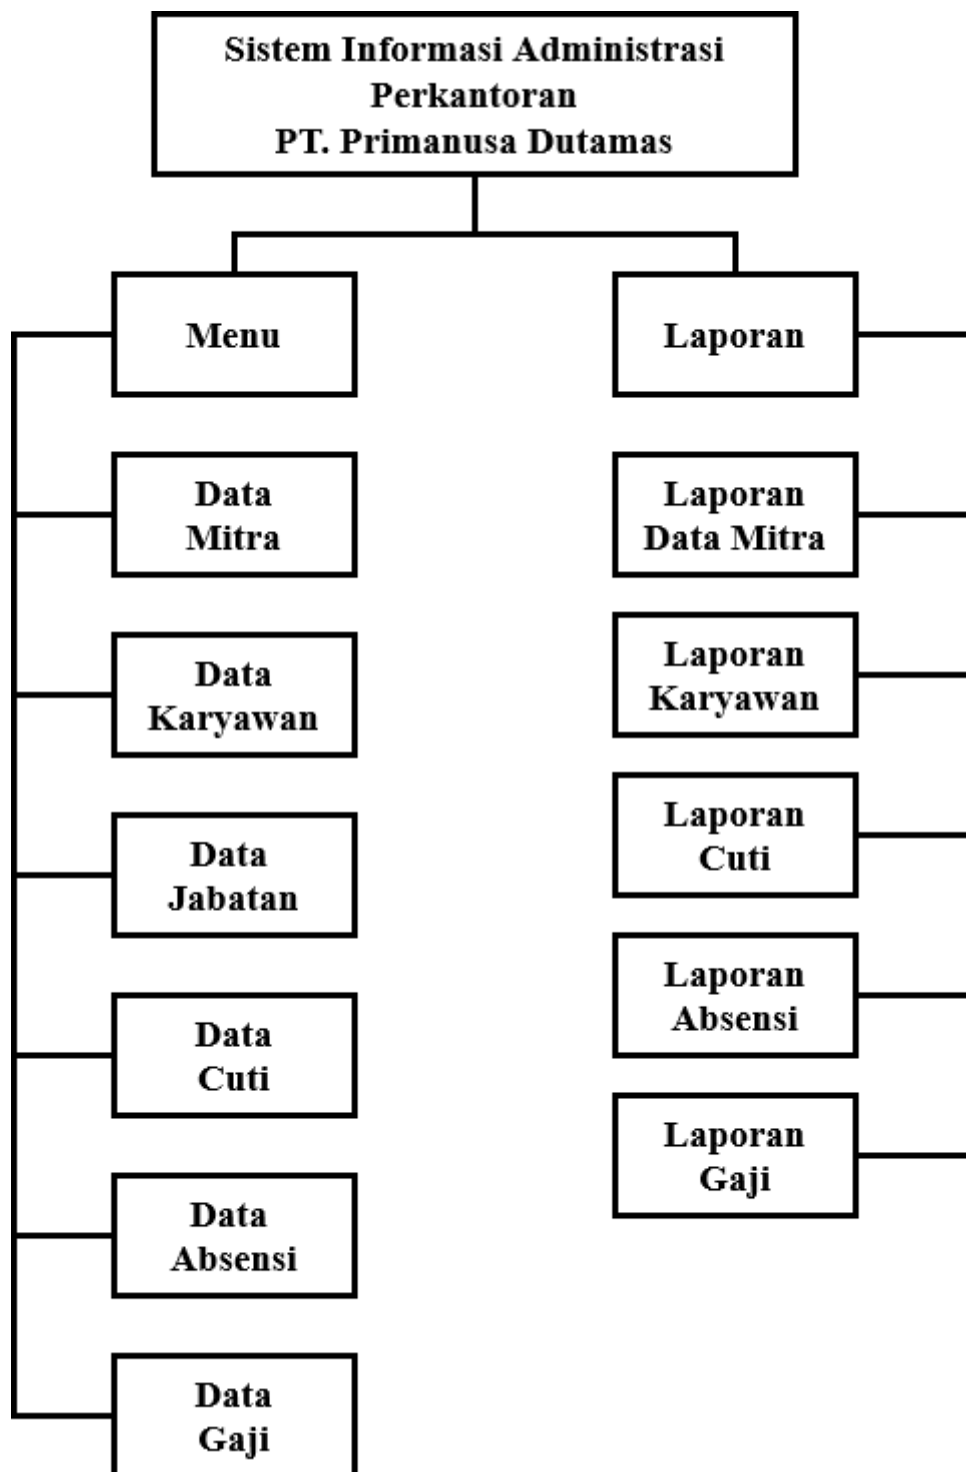 Sistem Informasi Administrasi
Perkantoran
PT. Primanusa Dutamas
Menu
Laporan
Data
Mitra
Data
Karyawan
Data
Jabatan
Data
Cuti
Data
Absensi
Data
Gaji
Laporan
Data Mitra
Laporan
Karyawan
Laporan
Cuti
Laporan
Absensi
Laporan
Gaji